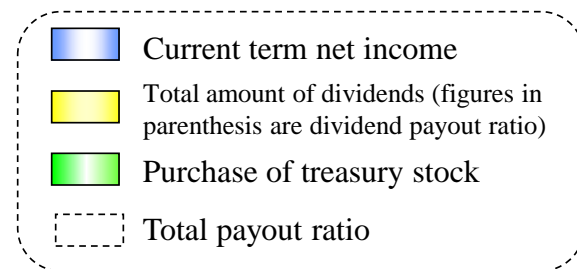 Current term net income
Total amount of dividends (figures in
parenthesis are dividend payout ratio)
Purchase of treasury stock
Total payout ratio